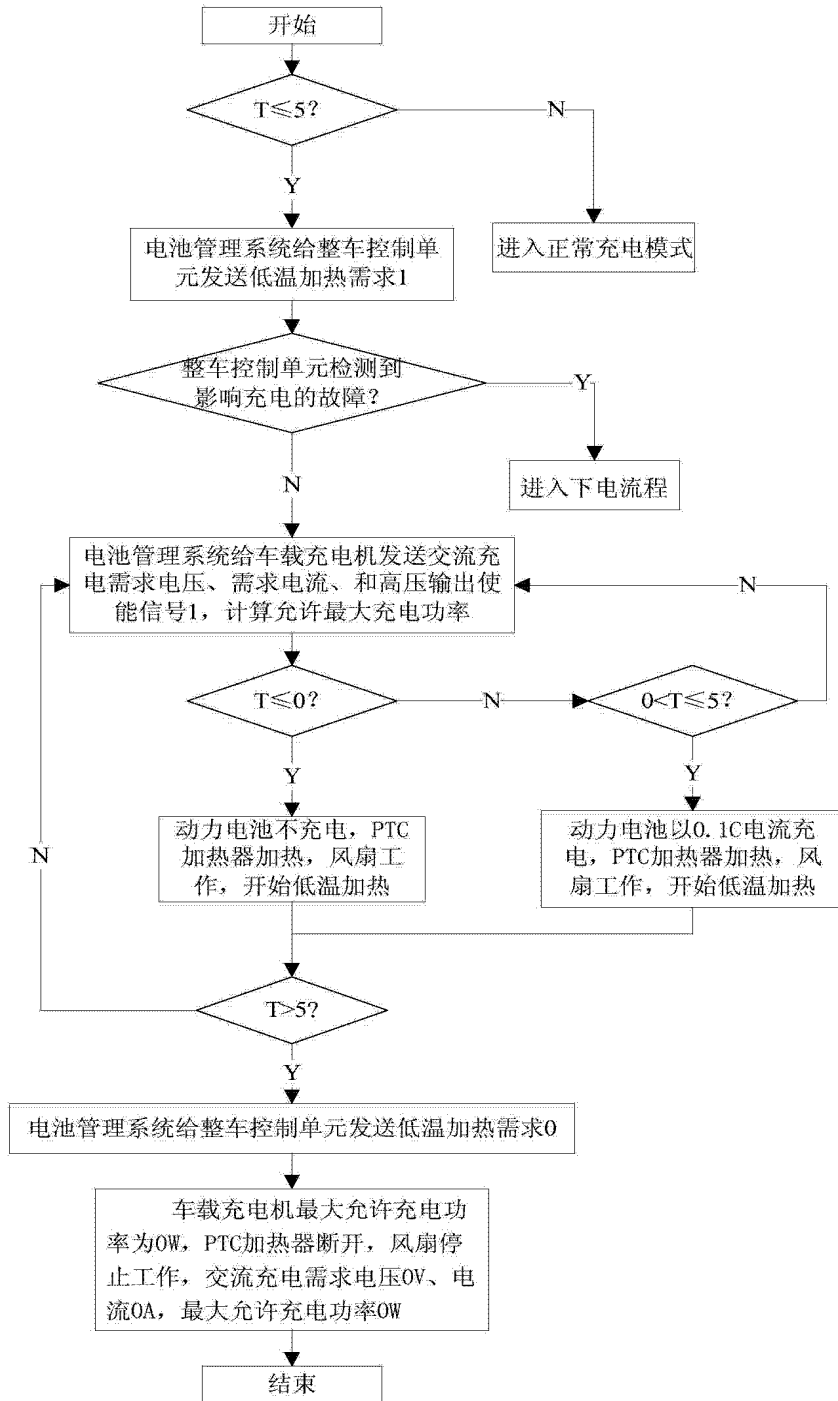 开始
T≤5?
N
Y
电池管理系统给整车控制单
元发送低温加热需求1
进入正常充电模式
整车控制单元检测到
影响充电的故障?
Y
N
进入下电流程
电池管理系统给车载充电机发送交流充
电需求电压、需求电流、和高压输出使
能信号1，计算允许最大充电功率
N
T≤0?
N
0<T≤5?
Y
Y
动力电池不充电，PTC
加热器加热，风扇工
作，开始低温加热
动力电池以0.1C电流充
电，PTC加热器加热，风
扇工作，开始低温加热
N
T>5?
Y
电池管理系统给整车控制单元发送低温加热需求0
车载充电机最大允许充电功
率为0W，PTC加热器断开，风扇停
止工作，交流充电需求电压0V、电
流0A，最大允许充电功率0W
结束